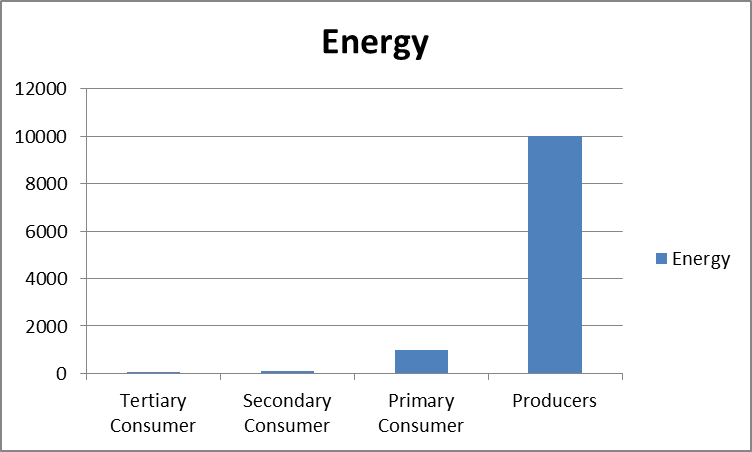 Energy
12000
10000
8000
6000
4000
2000
0
Tertiary
Consumer
Secondary
Consumer
Primary
Consumer
Producers
Energy